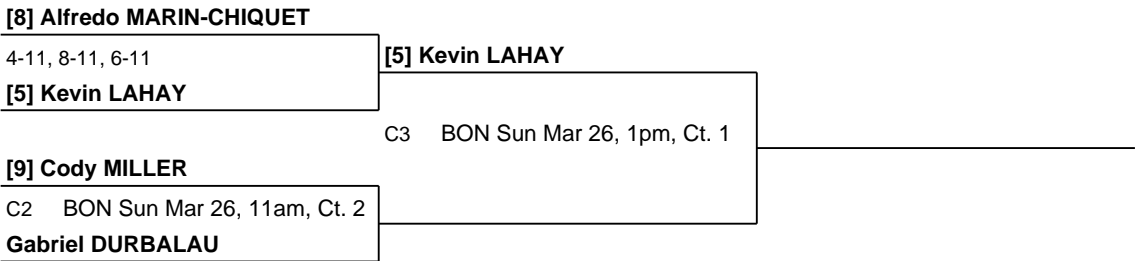 [8] Alfredo MARIN-CHIQUET
4-11, 8-11, 6-11
[5] Kevin LAHAY
[5] Kevin LAHAY
C3 BON Sun Mar 26, 1pm, Ct. 1
[9] Cody MILLER
C2 BON Sun Mar 26, 11am, Ct. 2
Gabriel DURBALAU